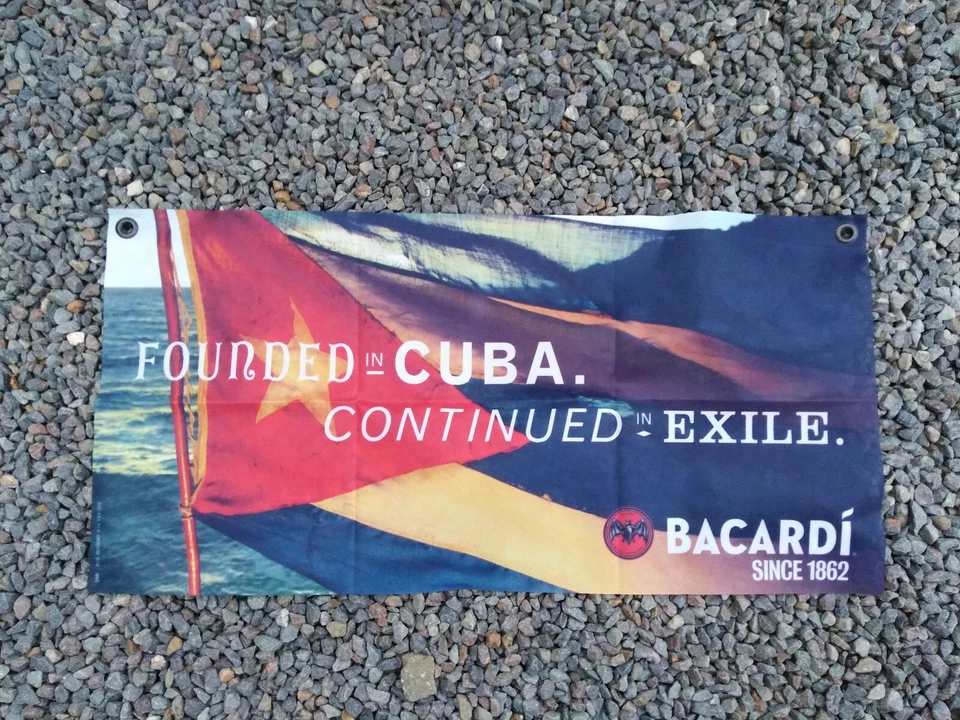 FOUNDED IN CUBA.
CONTINUED IN EXILE.
BACARDÍ
SINCE 1862